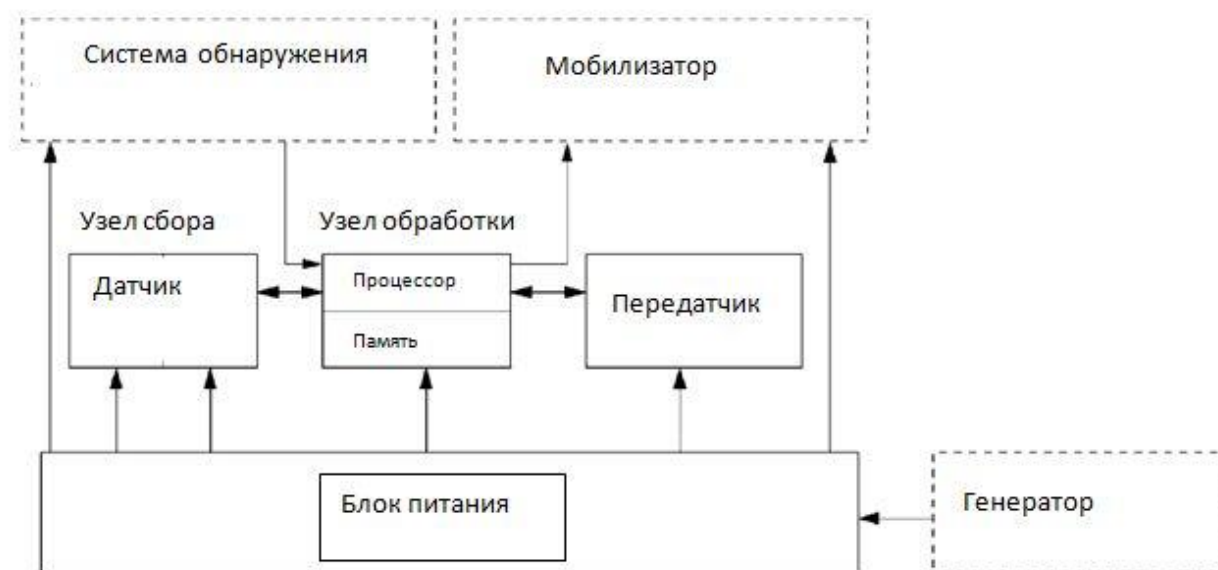 Система обнаружения
Мобилизатор
Узел сбора
Узел обработки
Датчик
Процессор
Память
Передатчик
Блок питания
Генератор